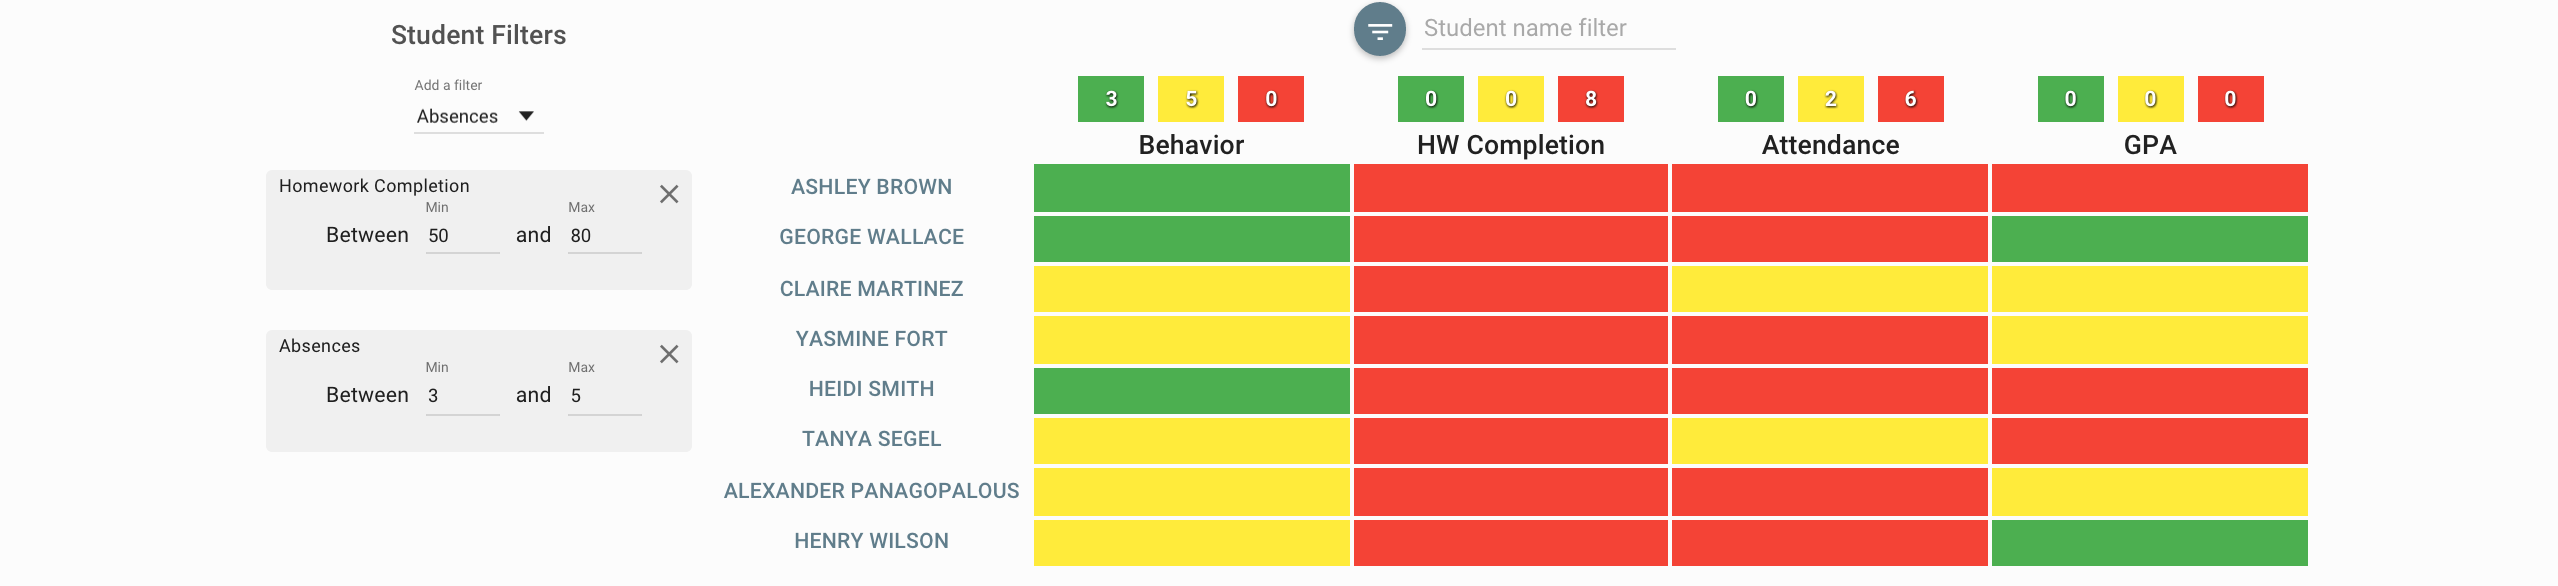 Student Filters
Add a filter
Absences
Homework Completion
Min Max
Between 50 and 80
Absences
Min Max
Between 3 and 5
Student name filter
3 5 0 0 0 8 0 2 6 0 0 0
Behavior HW Completion Attendance GPA
ASHLEY BROWN
GEORGE WALLACE
CLAIRE MARTINEZ
YASMINE FORT
HEIDI SMITH
TANYA SEGEL
ALEXANDER PANAGOPALOUS
HENRY WILSON